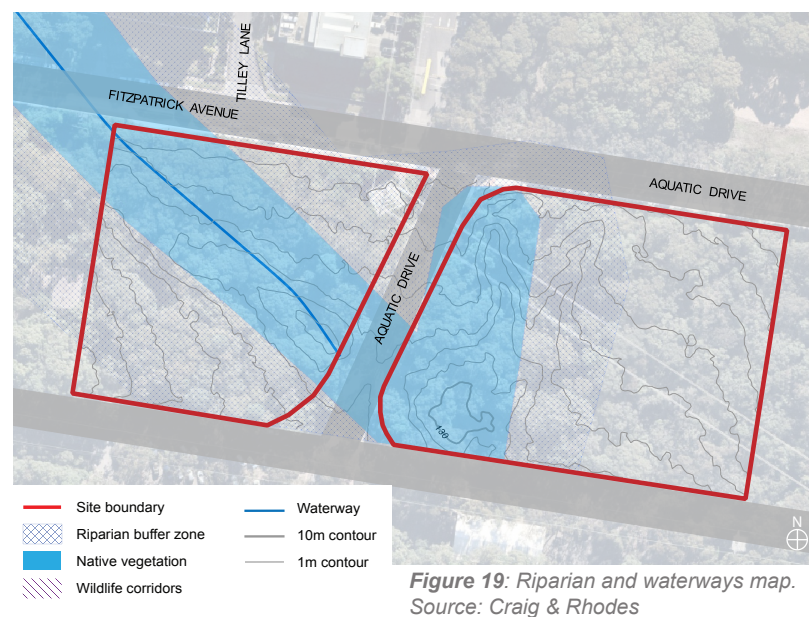 TILLEY LANE
FITZPATRICK AVENUE
AQUATIC DRIVE
AQUATIC DRIVE
130
N
Site boundary
Riparian buffer zone
Native vegetation
Wildlife corridors
Waterway
10m contour
1m contour
Figure 19: Riparian and waterways map.
Source: Craig & Rhodes